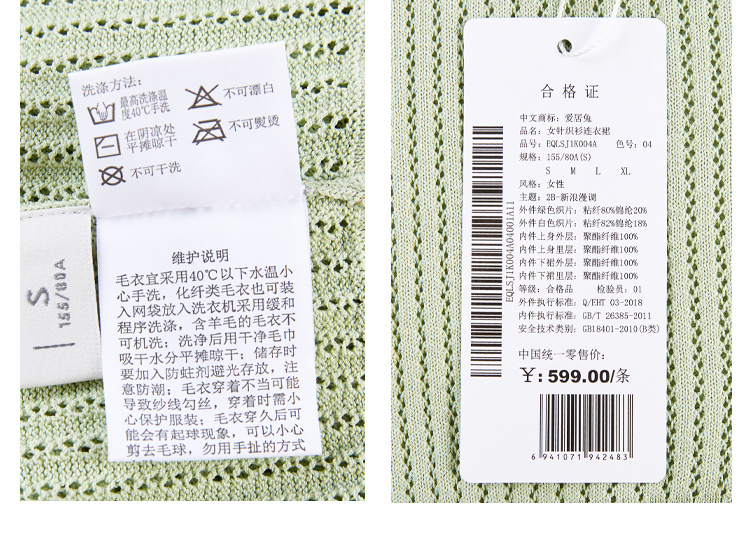 洗涤方法:
最高洗涤温
度40℃手洗
不可漂白
在阴凉处
平摊晾干
不可熨烫
不可干洗
S
155/80A
维护说明
毛衣宜采用40℃以下水温小
心手洗，化纤类毛衣也可装
入网袋放入洗衣机采用缓和
程序洗涤，含羊毛的毛衣不
可机洗；洗净后用干净毛巾
吸干水分平摊晾干；储存时
要加入防蛀剂避光存放，注
意防潮；毛衣穿着不当可能
导致纱线勾丝，穿着时需小
心保护服装；毛衣穿久后可
能会有起球现象，可以小心
剪去毛球，勿用手扯的方式
合格证
中文商标: 爱居兔
品名: 女针织衫连衣裙
品号: EQLSJ1K004A 色号: 04
规格: 155/80A(S)
S M L XL
风格: 女性
主题: 2B-新浪漫调
外件绿色织片: 粘纤80%锦纶20%
外件白色织片: 粘纤82%锦纶18%
内件上身外层: 聚酯纤维100%
内件上身里层: 聚酯纤维100%
内件下裙外层: 聚酯纤维100%
内件下裙里层: 聚酯纤维100%
等级: 合格品 检验员: 01
外件执行标准: Q/EHT 03-2018
内件执行标准: GB/T 26385-2011
安全技术类别: GB18401-2010(B类)
中国统一零售价:
¥: 599.00/条
EQLSJ1K004A04001A11
6941071942483